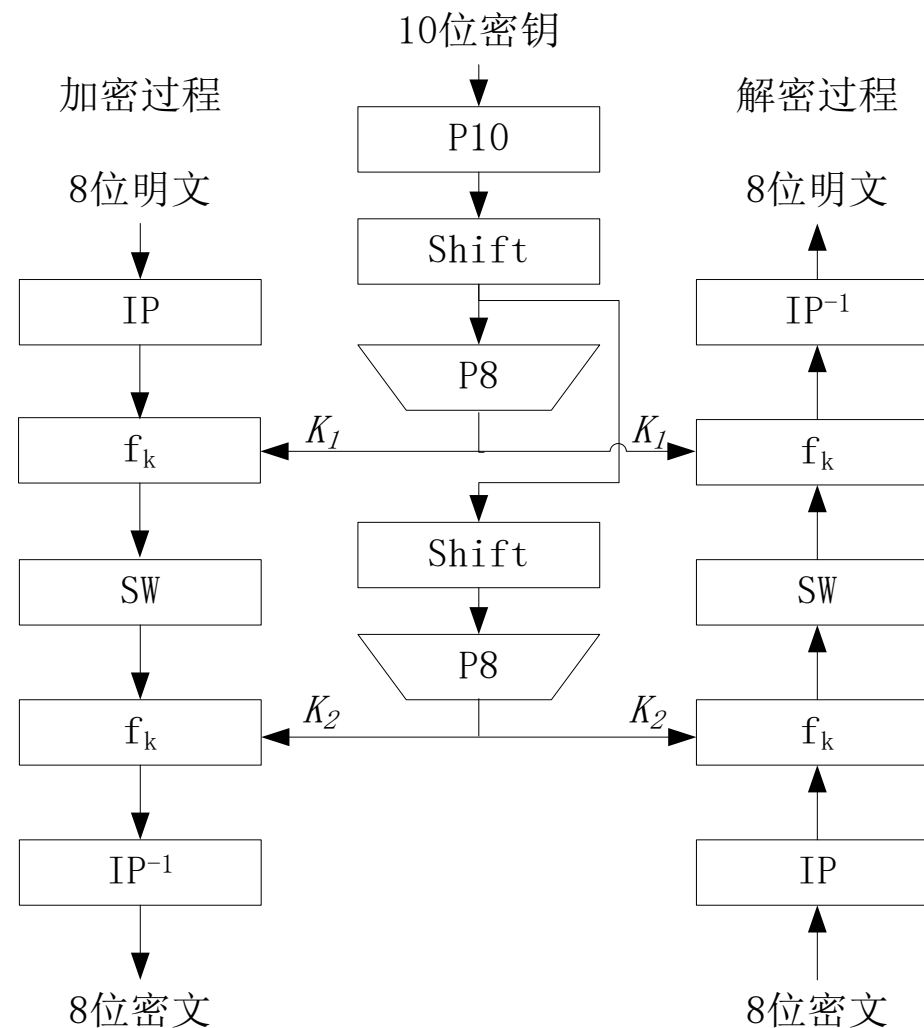 10位密钥
加密过程
解密过程
P10
8位明文
8位明文
Shift
IP
IP⁻¹
P8
K₁
K₁
fₖ
fₖ
Shift
SW
SW
P8
K₂
K₂
fₖ
fₖ
IP⁻¹
IP
8位密文
8位密文